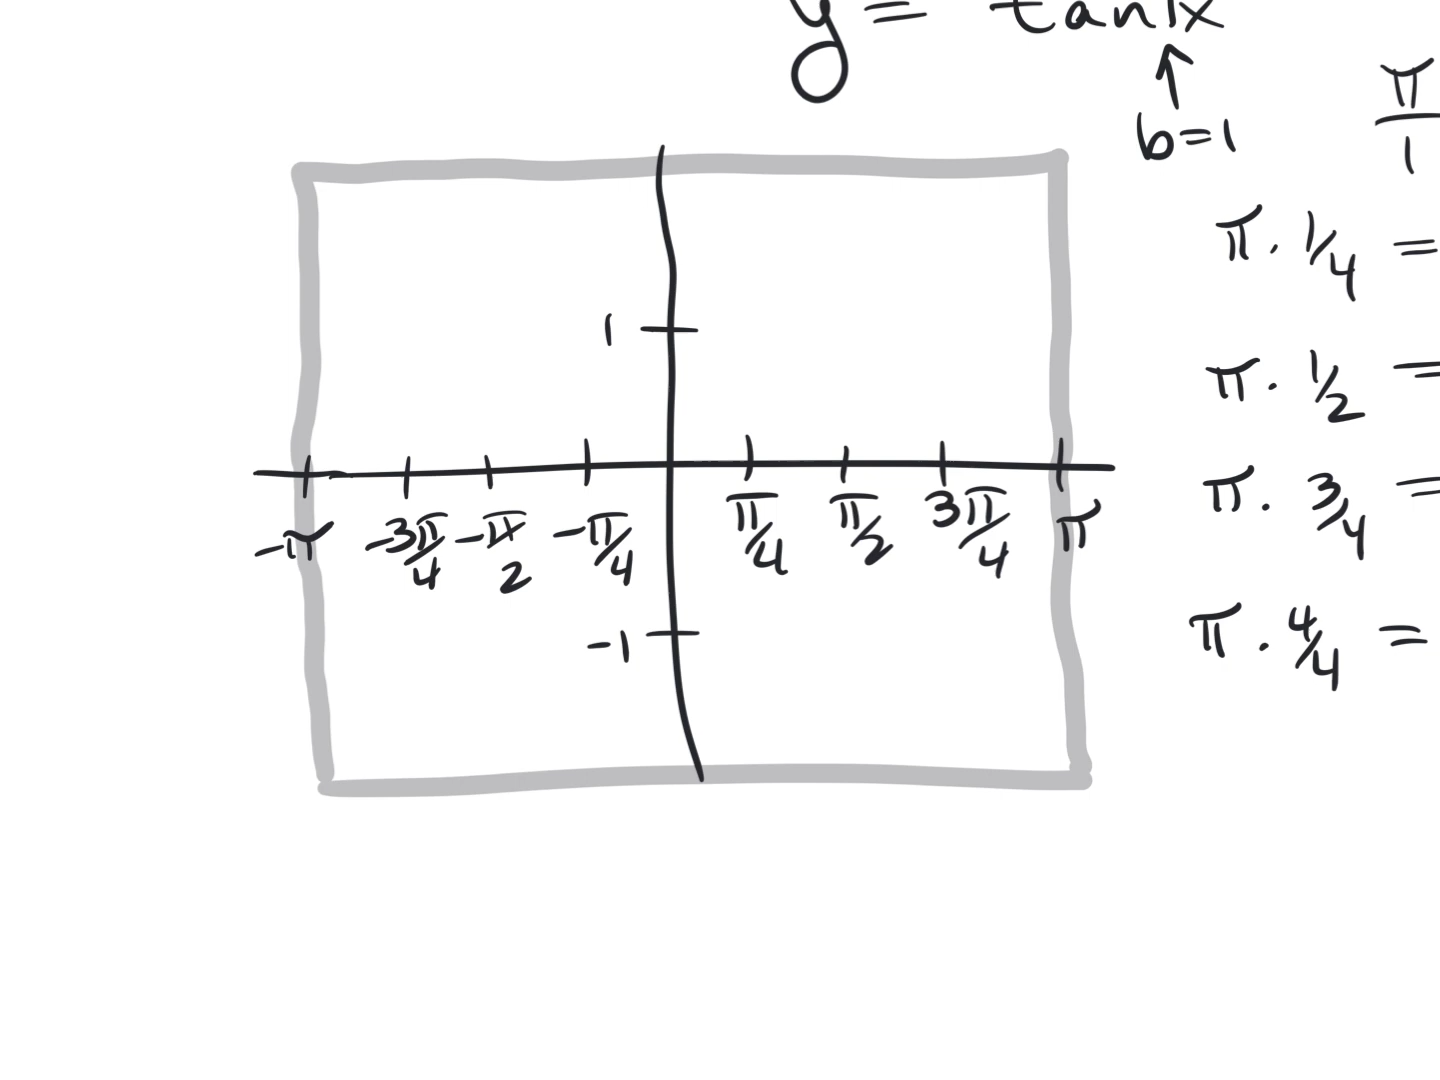 y = tan1x
b=1
π/1
π · 1/4 =
π · 1/2 =
π · 3/4 =
π · 4/4 =
1
-π -3π/4 -π/2 -π/4 π/4 π/2 3π/4 π
-1